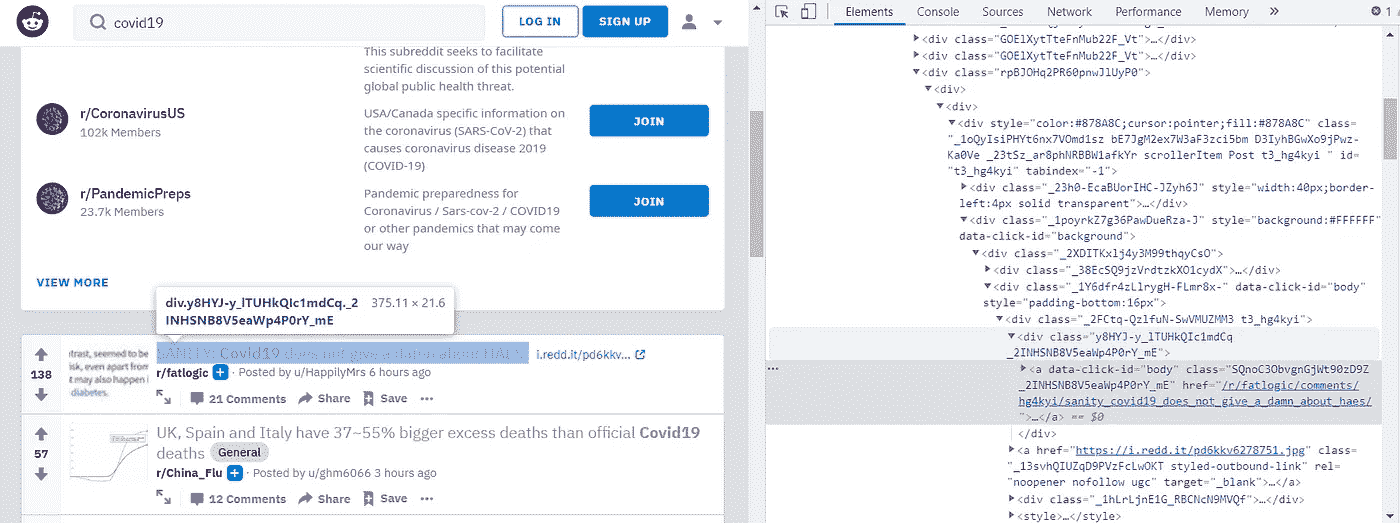 covid19
LOG IN
SIGN UP
This subreddit seeks to facilitate
scientific discussion of this potential
global public health threat.
r/CoronavirusUS
102k Members
USA/Canada specific information on
the coronavirus (SARS-CoV-2) that
causes coronavirus disease 2019
(COVID-19)
JOIN
r/PandemicPreps
23.7k Members
Pandemic preparedness for
Coronavirus / Sars-cov-2 / COVID19
or other pandemics that may come
our way
JOIN
VIEW MORE
div.y8HYJ-y_lTUHkQIc1mdCq._2
INHSNB8V5eaWp4P0rY_mE
375.11 × 21.6
138
trast, seemed to be
isk, even apart from
it may also happen i
diabetes.
SANITY: Covid19 does not give a damn about HAES
i.redd.it/pd6kkv...
r/fatlogic · Posted by u/HappilyMrs 6 hours ago
21 Comments Share Save ···
57
UK, Spain and Italy have 37~55% bigger excess deaths than official Covid19
deaths General
r/China_Flu · Posted by u/ghm6066 3 hours ago
12 Comments Share Save ···
Elements Console Sources Network Performance Memory » 1
<div class="GOElXytTteFnMub22F_Vt">…</div>
<div class="GOElXytTteFnMub22F_Vt">…</div>
<div class="rpBJOHq2PR60pnwJlUyP0">
<div>
<div>
<div style="color:#878A8C;cursor:pointer;fill:#878A8C" class=
"_1oQyIsiPHYt6nx7VOmd1sz bE7JgM2ex7W3aF3zci5bm D3IyhBGwXo9jPwz-
Ka0Ve _23tSz_ar8phNRBBW1afkYr scrollerItem Post t3_hg4kyi " id=
"t3_hg4kyi" tabindex="-1">
<div class="_23h0-EcaBUorIHC-JZyh6J" style="width:40px;border-
left:4px solid transparent">…</div>
<div class="_1poyrkZ7g36PawDueRza-J" style="background:#FFFFFF"
data-click-id="background">
<div class="_2XDITKxlj4y3M99thqyCsO">
<div class="_38EcSQ9jzVrdtzkXO1cydX">…</div>
<div class="_1Y6dfr4zLlrygH-FLmr8x-" data-click-id="body"
style="padding-bottom:16px">
<div class="_2FCtq-QzlfuN-SwVMUZMM3 t3_hg4kyi">
<div class="y8HYJ-y_lTUHkQIc1mdCq
_2INHSNB8V5eaWp4P0rY_mE">
<a data-click-id="body" class="SQnoC3ObvgnGjWt90zD9Z
_2INHSNB8V5eaWp4P0rY_mE" href="/r/fatlogic/comments/
hg4kyi/sanity_covid19_does_not_give_a_damn_about_haes/
">…</a> == $0
</div>
<a href="https://i.redd.it/pd6kkv6278751.jpg" class=
"_13svhQIUZqD9PVzFcLwOKT styled-outbound-link" rel=
"noopener nofollow ugc" target="_blank">…</a>
<div class="_1hLrLjnE1G_RBCNcN9MVQf">…</div>
<style>…</style>